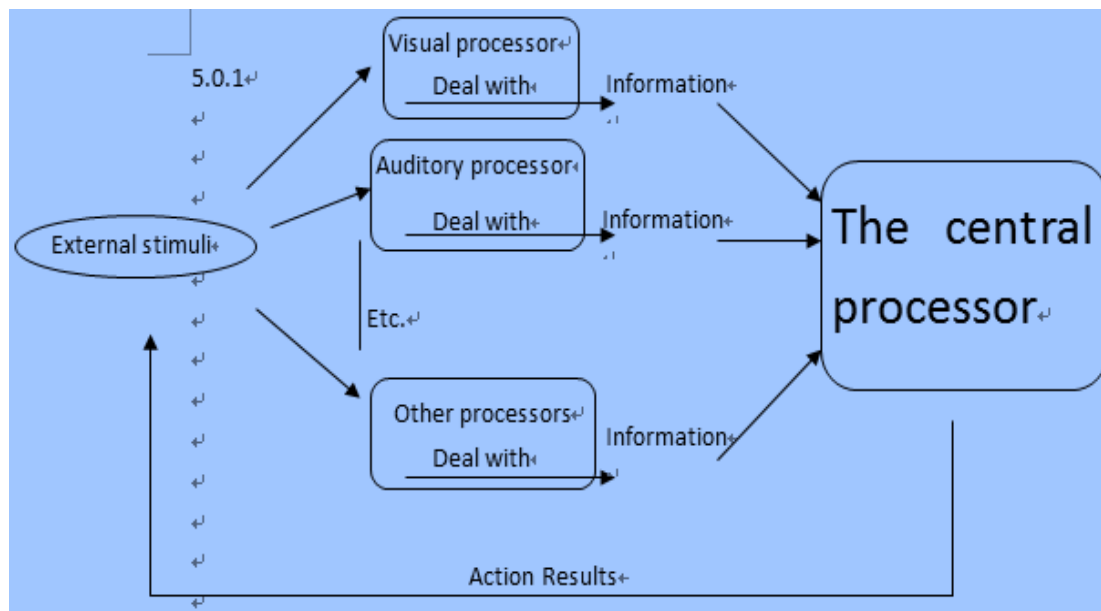 5.0.1
Visual processor
Deal with
Information
Auditory processor
Deal with
Information
External stimuli
Etc.
Other processors
Deal with
Information
The central
processor
Action Results